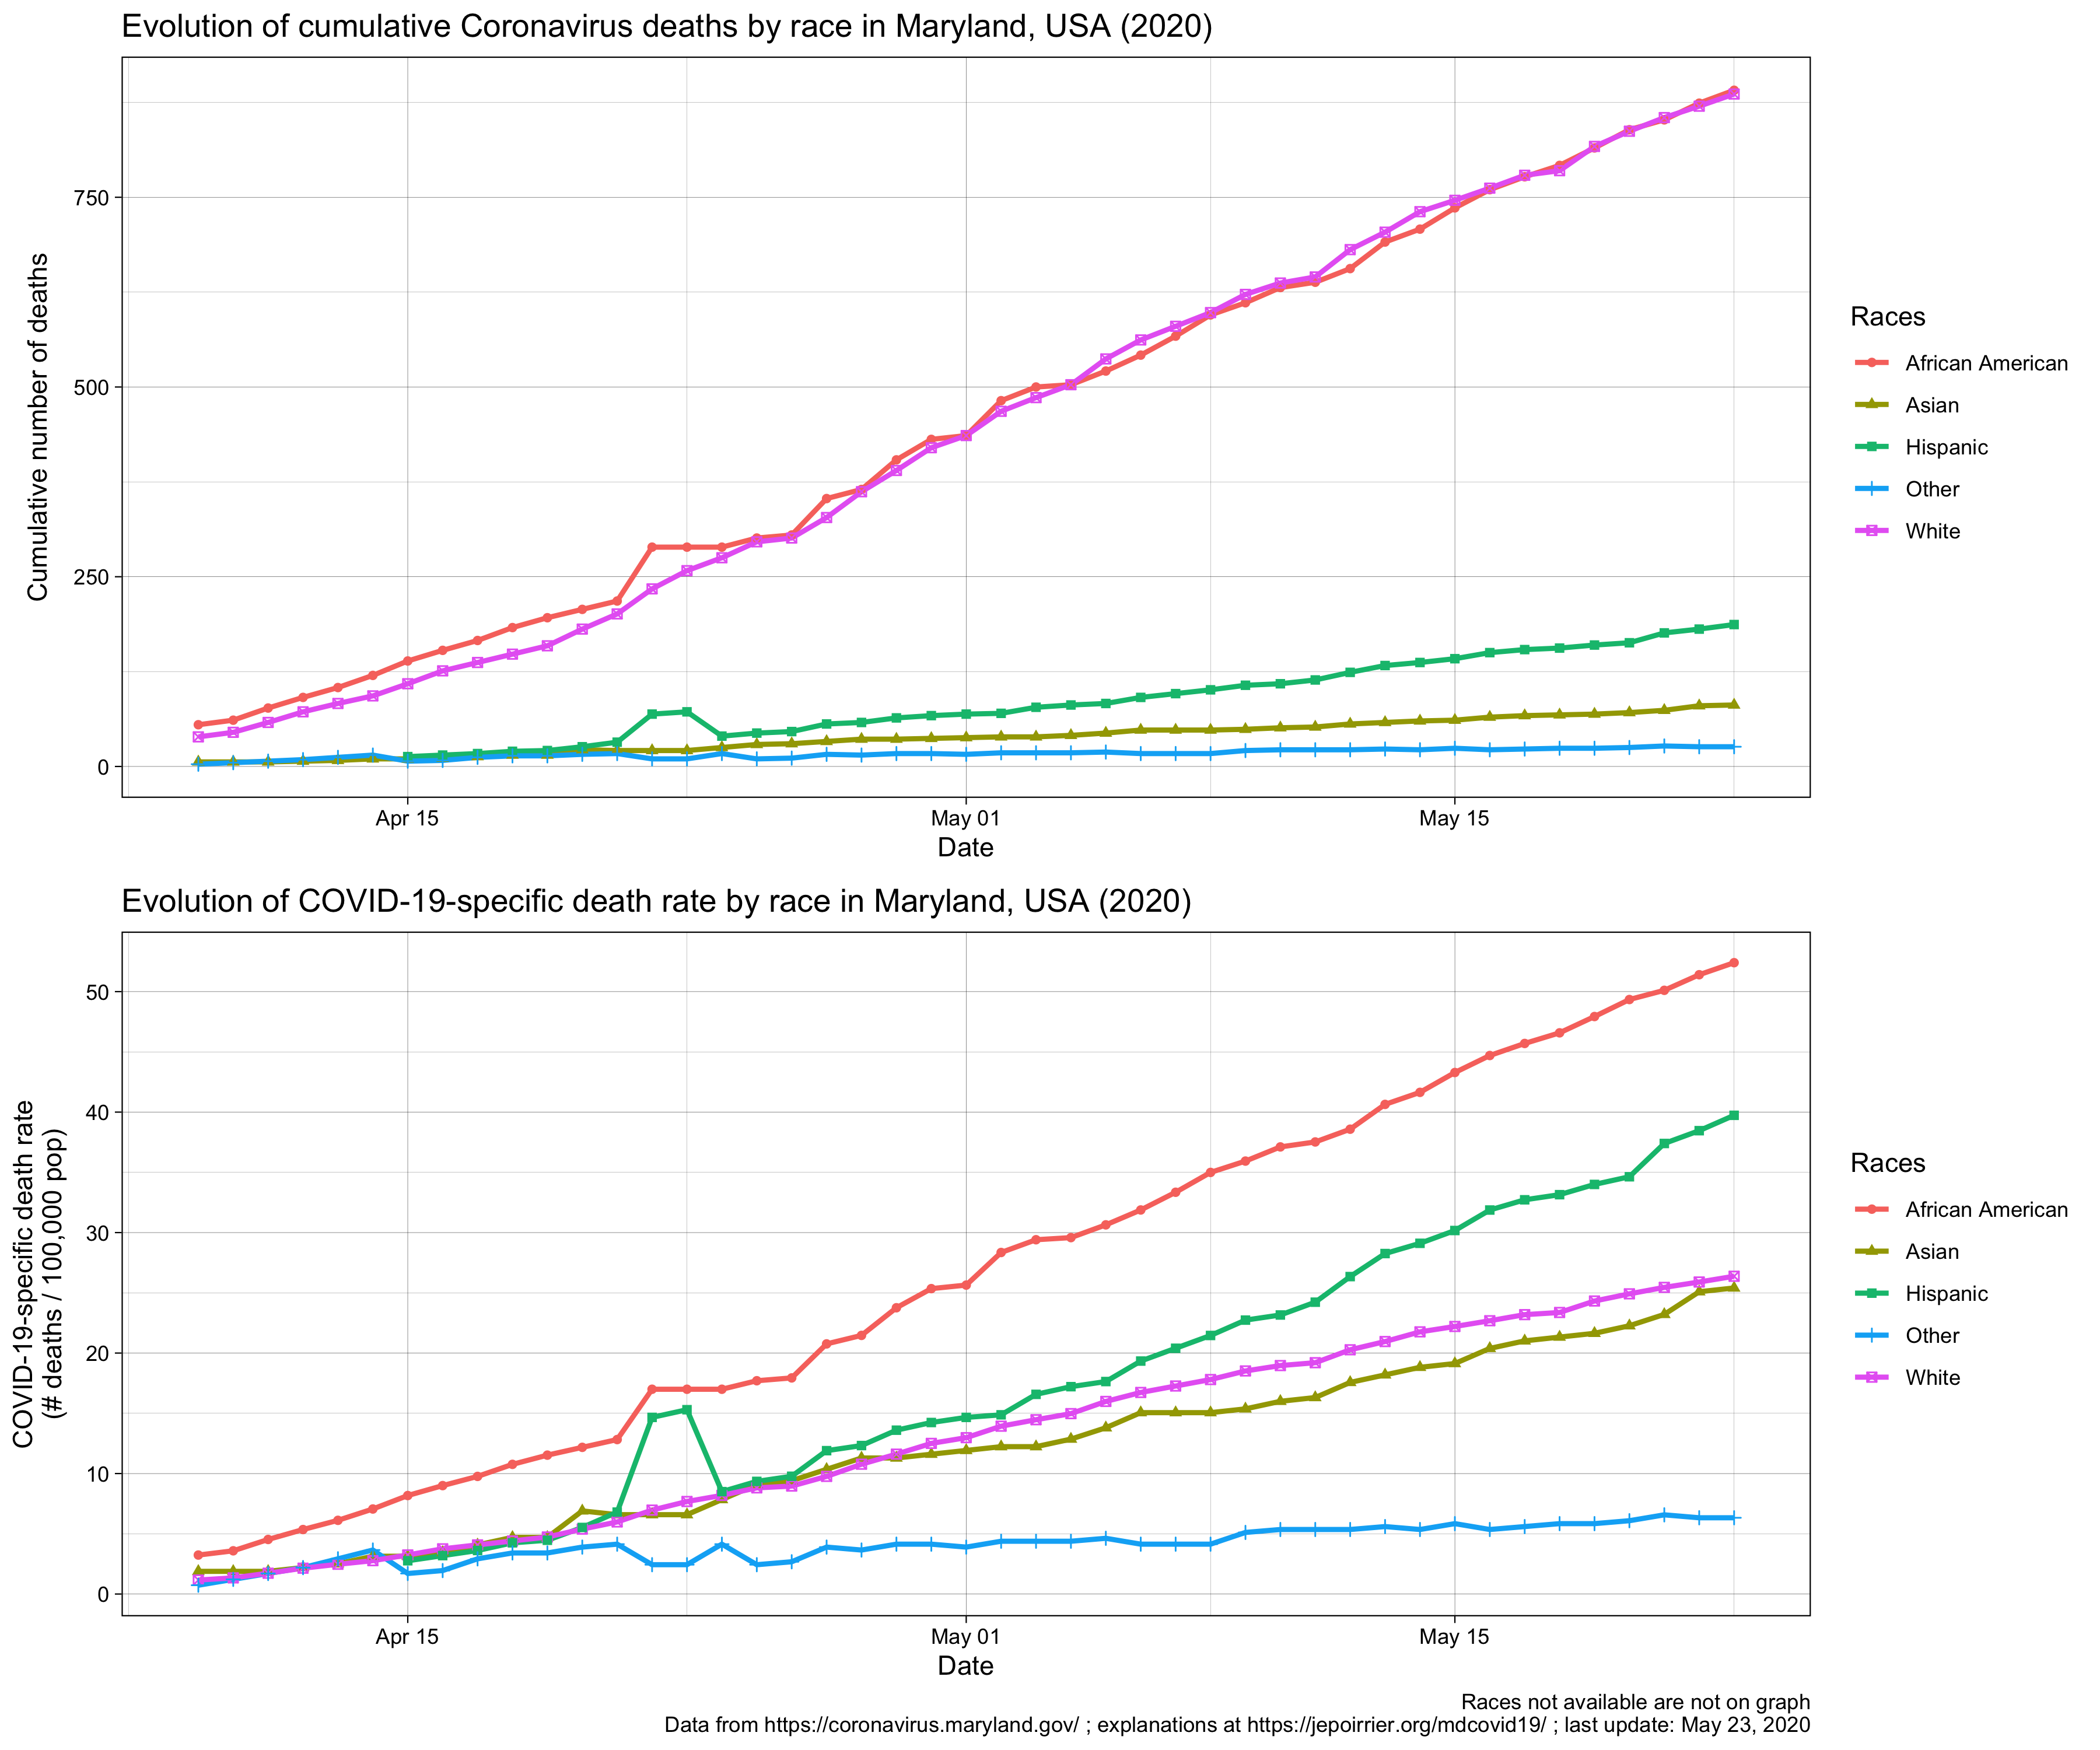 Evolution of cumulative Coronavirus deaths by race in Maryland, USA (2020)
Cumulative number of deaths
750
500
250
0
Apr 15
May 01
May 15
Date
Races
African American
Asian
Hispanic
Other
White
Evolution of COVID-19-specific death rate by race in Maryland, USA (2020)
COVID-19-specific death rate
(# deaths / 100,000 pop)
50
40
30
20
10
0
Apr 15
May 01
May 15
Date
Races
African American
Asian
Hispanic
Other
White
Races not available are not on graph
Data from https://coronavirus.maryland.gov/ ; explanations at https://jepoirrier.org/mdcovid19/ ; last update: May 23, 2020